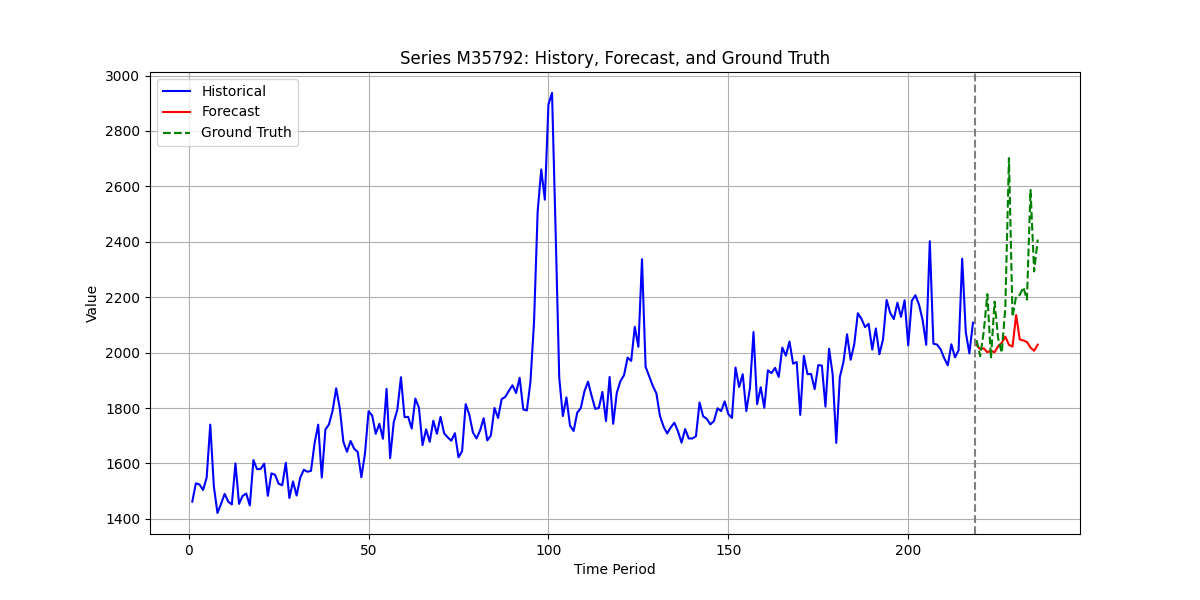 Series M35792: History, Forecast, and Ground Truth
Historical
Forecast
Ground Truth
Value
3000
2800
2600
2400
2200
2000
1800
1600
1400
0 50 100 150 200
Time Period